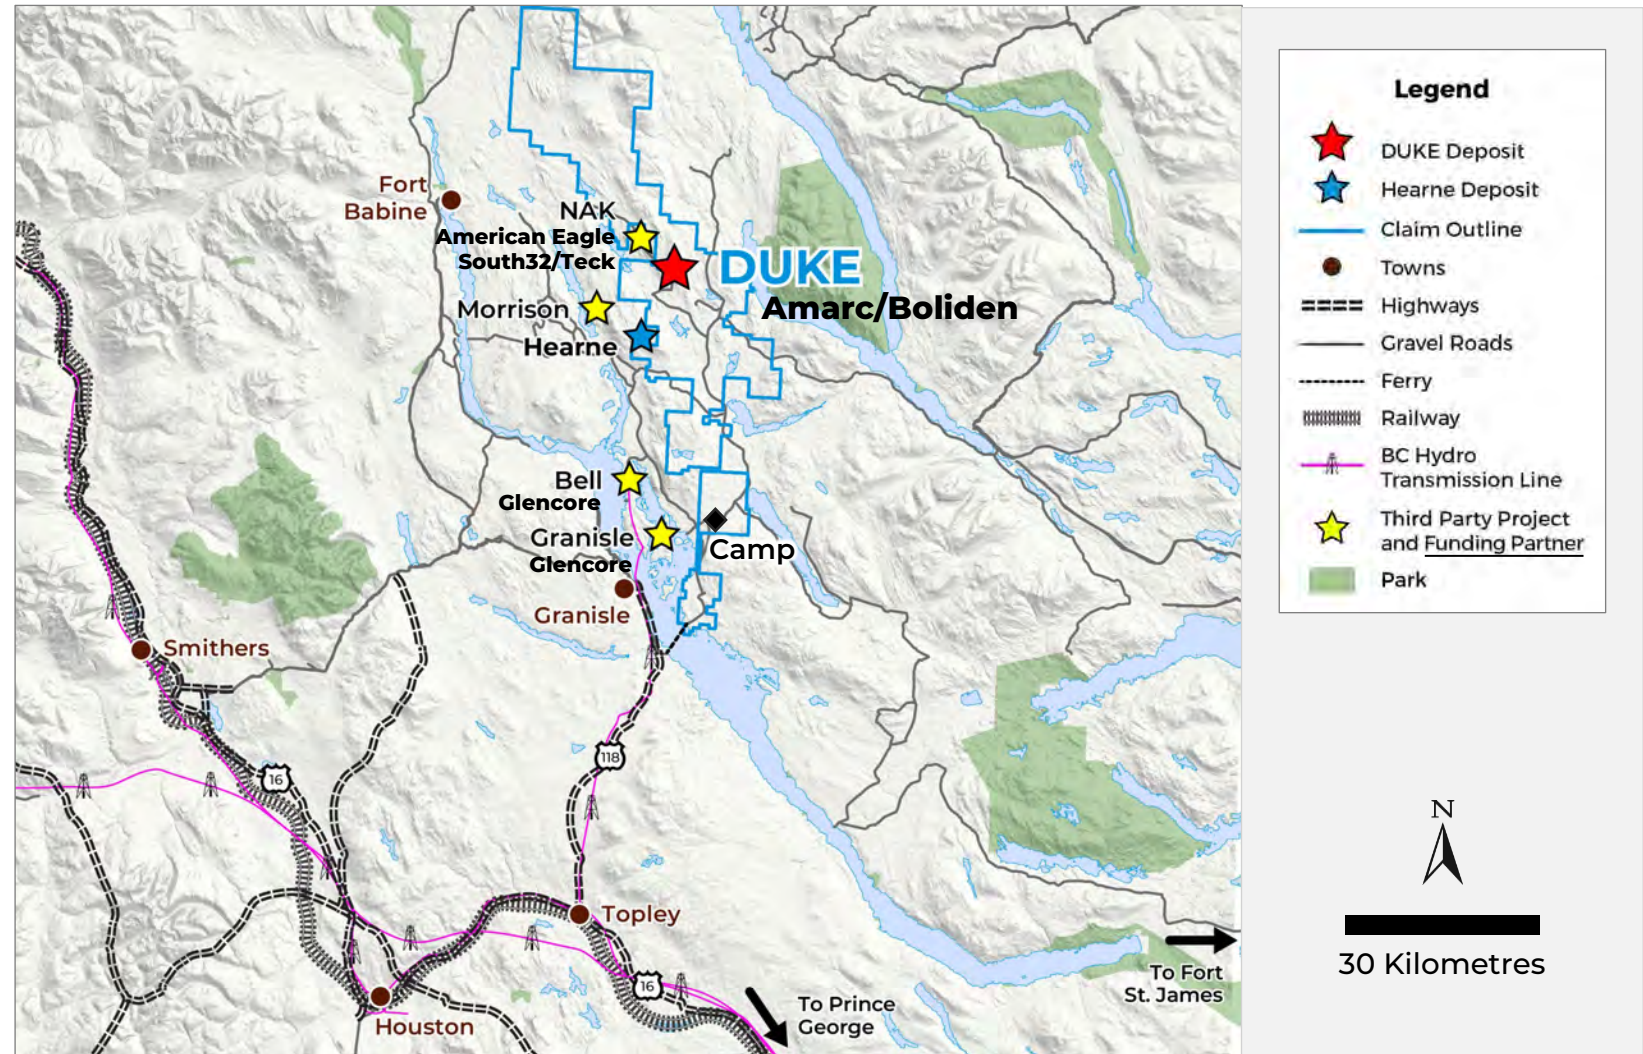 Fort
Babine
NAK
American Eagle
South32/Teck
DUKE
Amarc/Boliden
Morrison
Hearne
Bell
Glencore
Granisle
Glencore
Camp
Granisle
Smithers
118
16
Topley
16
Houston
To Prince
George
To Fort
St. James
Legend
DUKE Deposit
Hearne Deposit
Claim Outline
Towns
Highways
Gravel Roads
Ferry
Railway
BC Hydro
Transmission Line
Third Party Project
and Funding Partner
Park
N
30 Kilometres